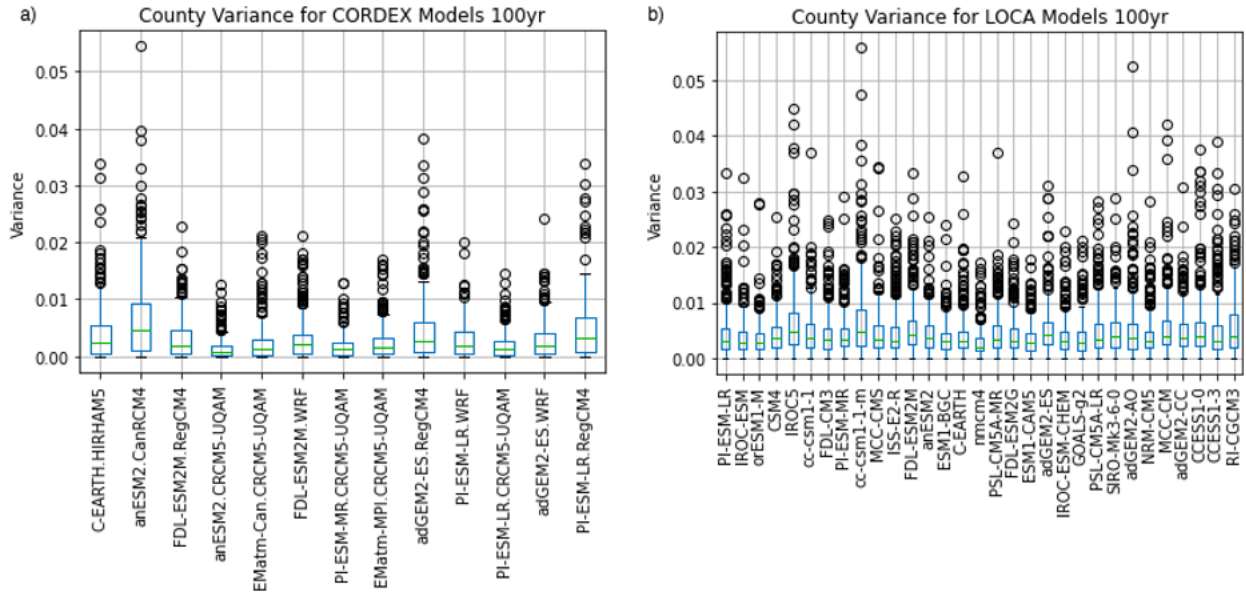 a)
County Variance for CORDEX Models 100yr
Variance
0.05
0.04
0.03
0.02
0.01
0.00
C-EARTH.HIRHAM5
anESM2.CanRCM4
FDL-ESM2M.RegCM4
anESM2.CRCM5-UQAM
EMatm-Can.CRCM5-UQAM
FDL-ESM2M.WRF
PI-ESM-MR.CRCM5-UQAM
EMatm-MPI.CRCM5-UQAM
adGEM2-ES.RegCM4
PI-ESM-LR.WRF
PI-ESM-LR.CRCM5-UQAM
adGEM2-ES.WRF
PI-ESM-LR.RegCM4
b)
County Variance for LOCA Models 100yr
Variance
0.05
0.04
0.03
0.02
0.01
0.00
PI-ESM-LR
IROC-ESM
orESM1-M
CSM4
IROC5
cc-csm1-1
FDL-CM3
PI-ESM-MR
cc-csm1-1-m
MCC-CMS
ISS-E2-R
FDL-ESM2M
anESM2
ESM1-BGC
C-EARTH
nmcm4
PSL-CM5A-MR
FDL-ESM2G
ESM1-CAM5
adGEM2-ES
IROC-ESM-CHEM
GOALS-g2
PSL-CM5A-LR
SIRO-Mk3-6-0
adGEM2-AO
NRM-CM5
MCC-CM
adGEM2-CC
CCESS1-0
CCESS1-3
RI-CGCM3